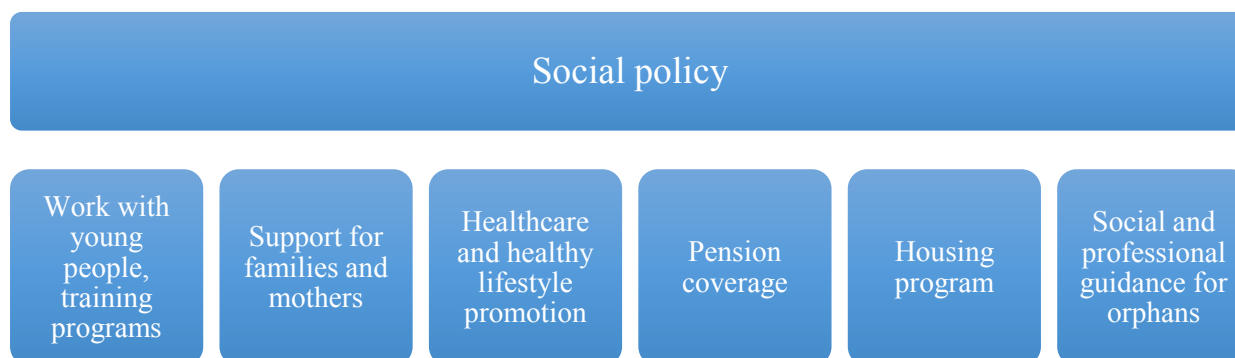 Social policy
Work with
young
people,
training
programs
Support for
families and
mothers
Healthcare
and healthy
lifestyle
promotion
Pension
coverage
Housing
program
Social and
professional
guidance for
orphans